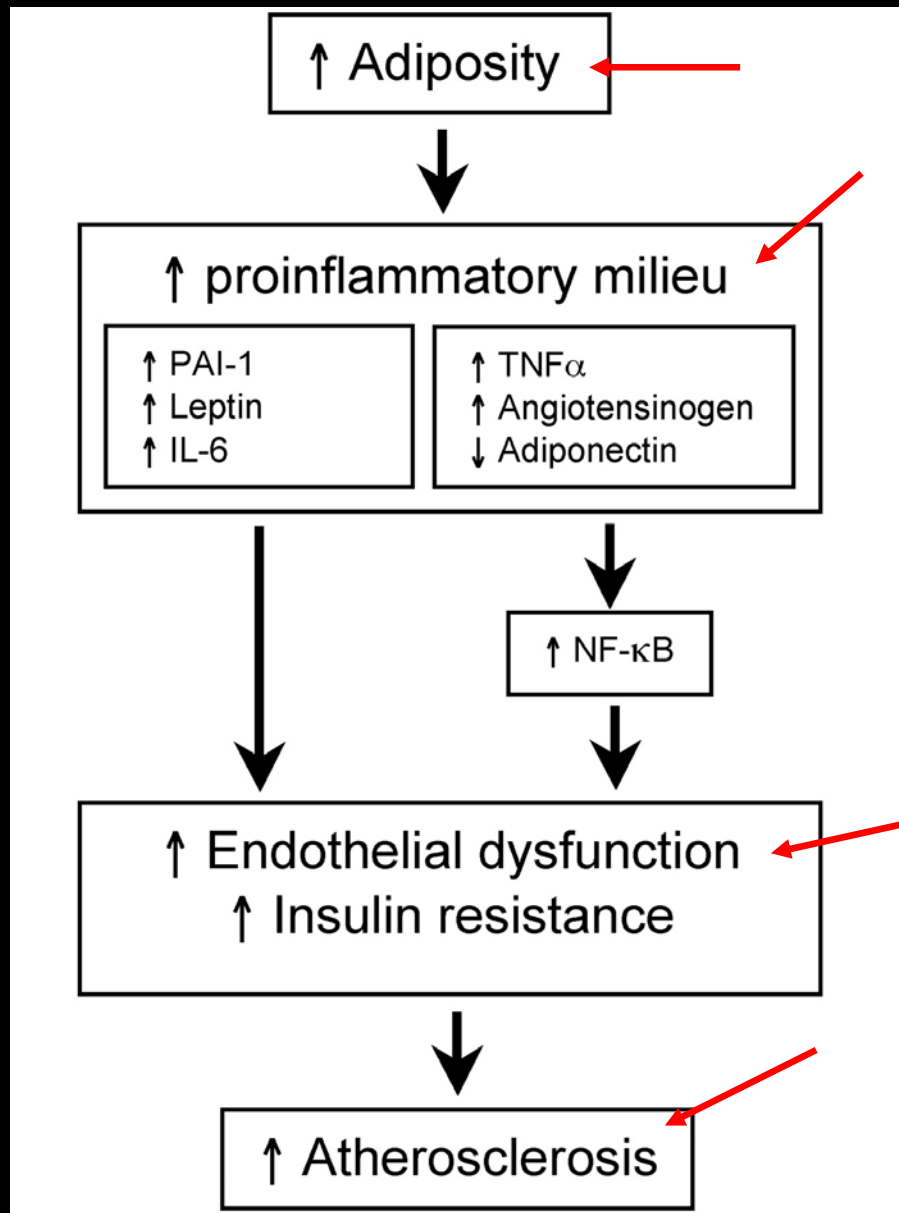 ↑ Adiposity
↑ proinflammatory milieu
↑ PAI-1
↑ Leptin
↑ IL-6
↑ TNFα
↑ Angiotensinogen
↓ Adiponectin
↑ NF-κB
↑ Endothelial dysfunction
↑ Insulin resistance
↑ Atherosclerosis